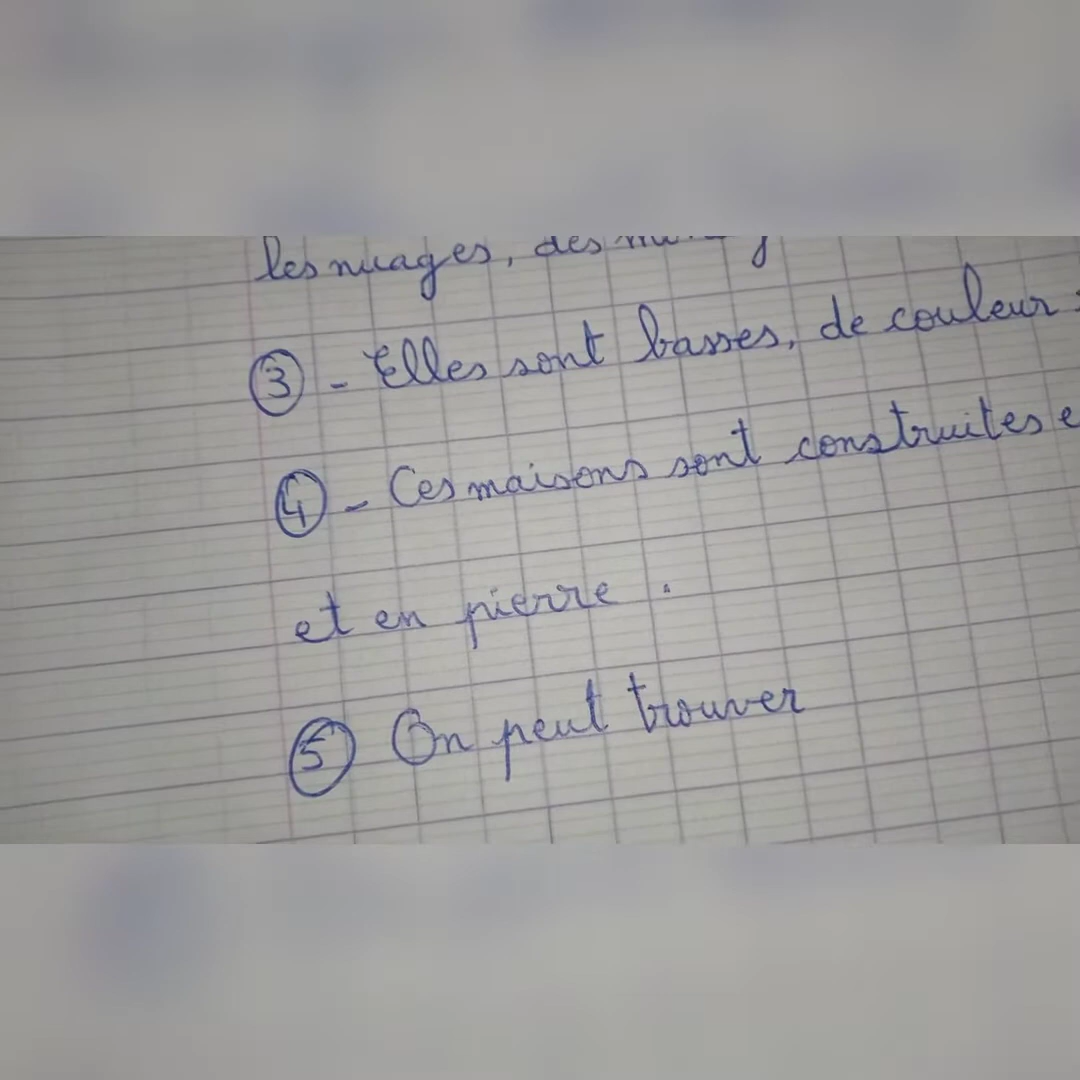 les nuages, des
③ - Elles sont basses, de couleur
④ - Ces maisons sont construites e
et en pierre .
⑤ On peut trouver